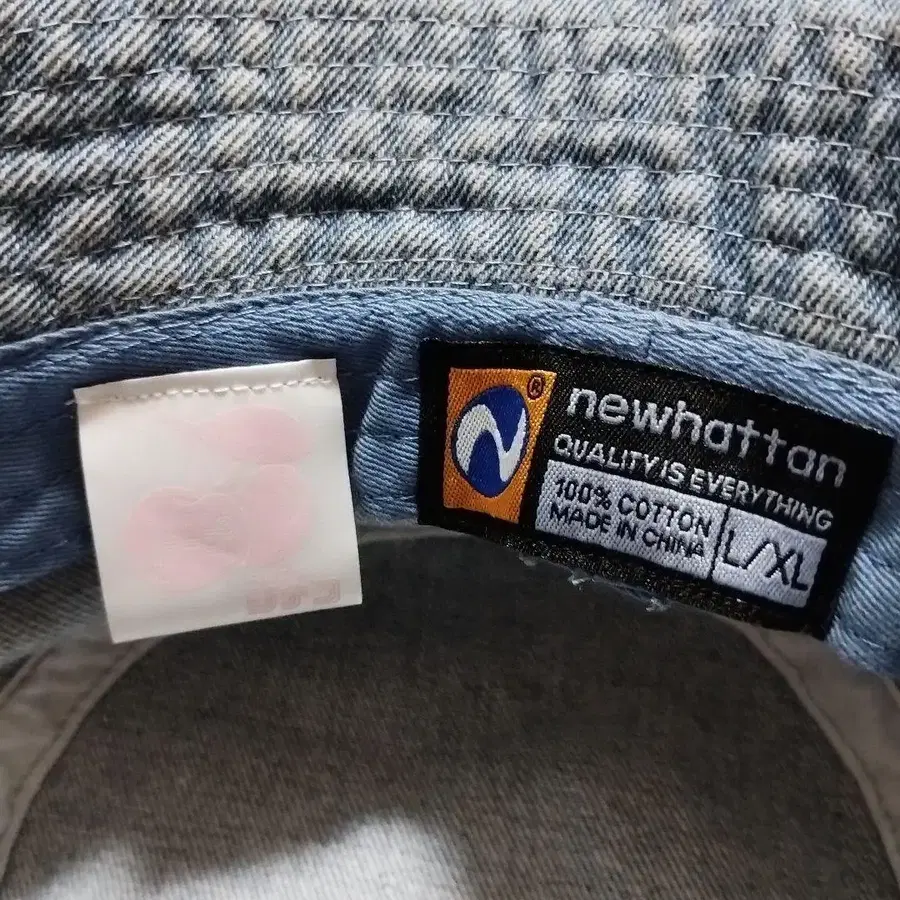 newhattan
QUALITY IS EVERYTHING
100% COTTON
MADE IN CHINA
L/XL